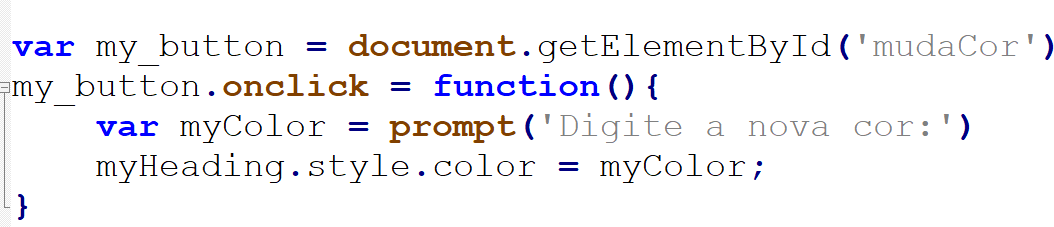 var my_button = document.getElementById('mudaCor')
my_button.onclick = function(){
    var myColor = prompt('Digite a nova cor:')
    myHeading.style.color = myColor;
}